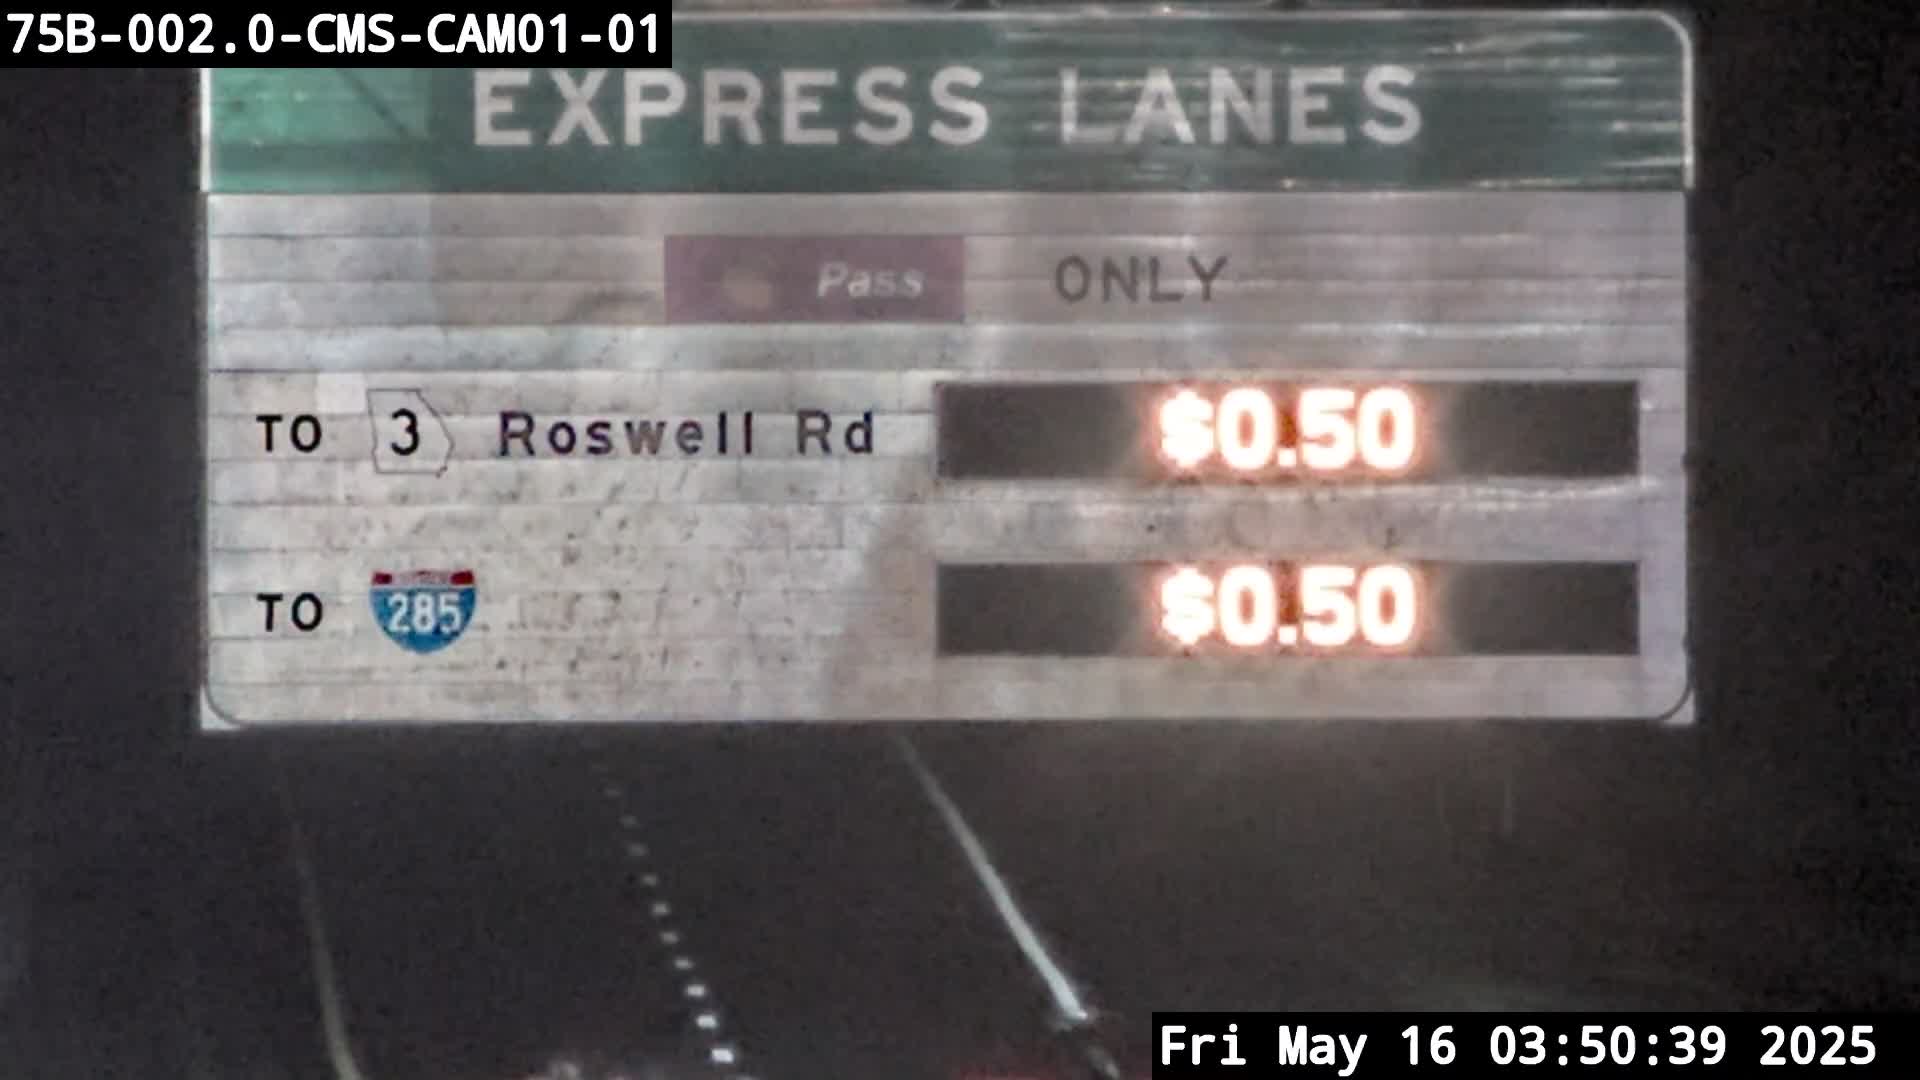 75B-002.0-CMS-CAM01-01
EXPRESS LANES
Pass ONLY
TO 3 Roswell Rd $0.50
TO 285 $0.50
Fri May 16 03:50:39 2025